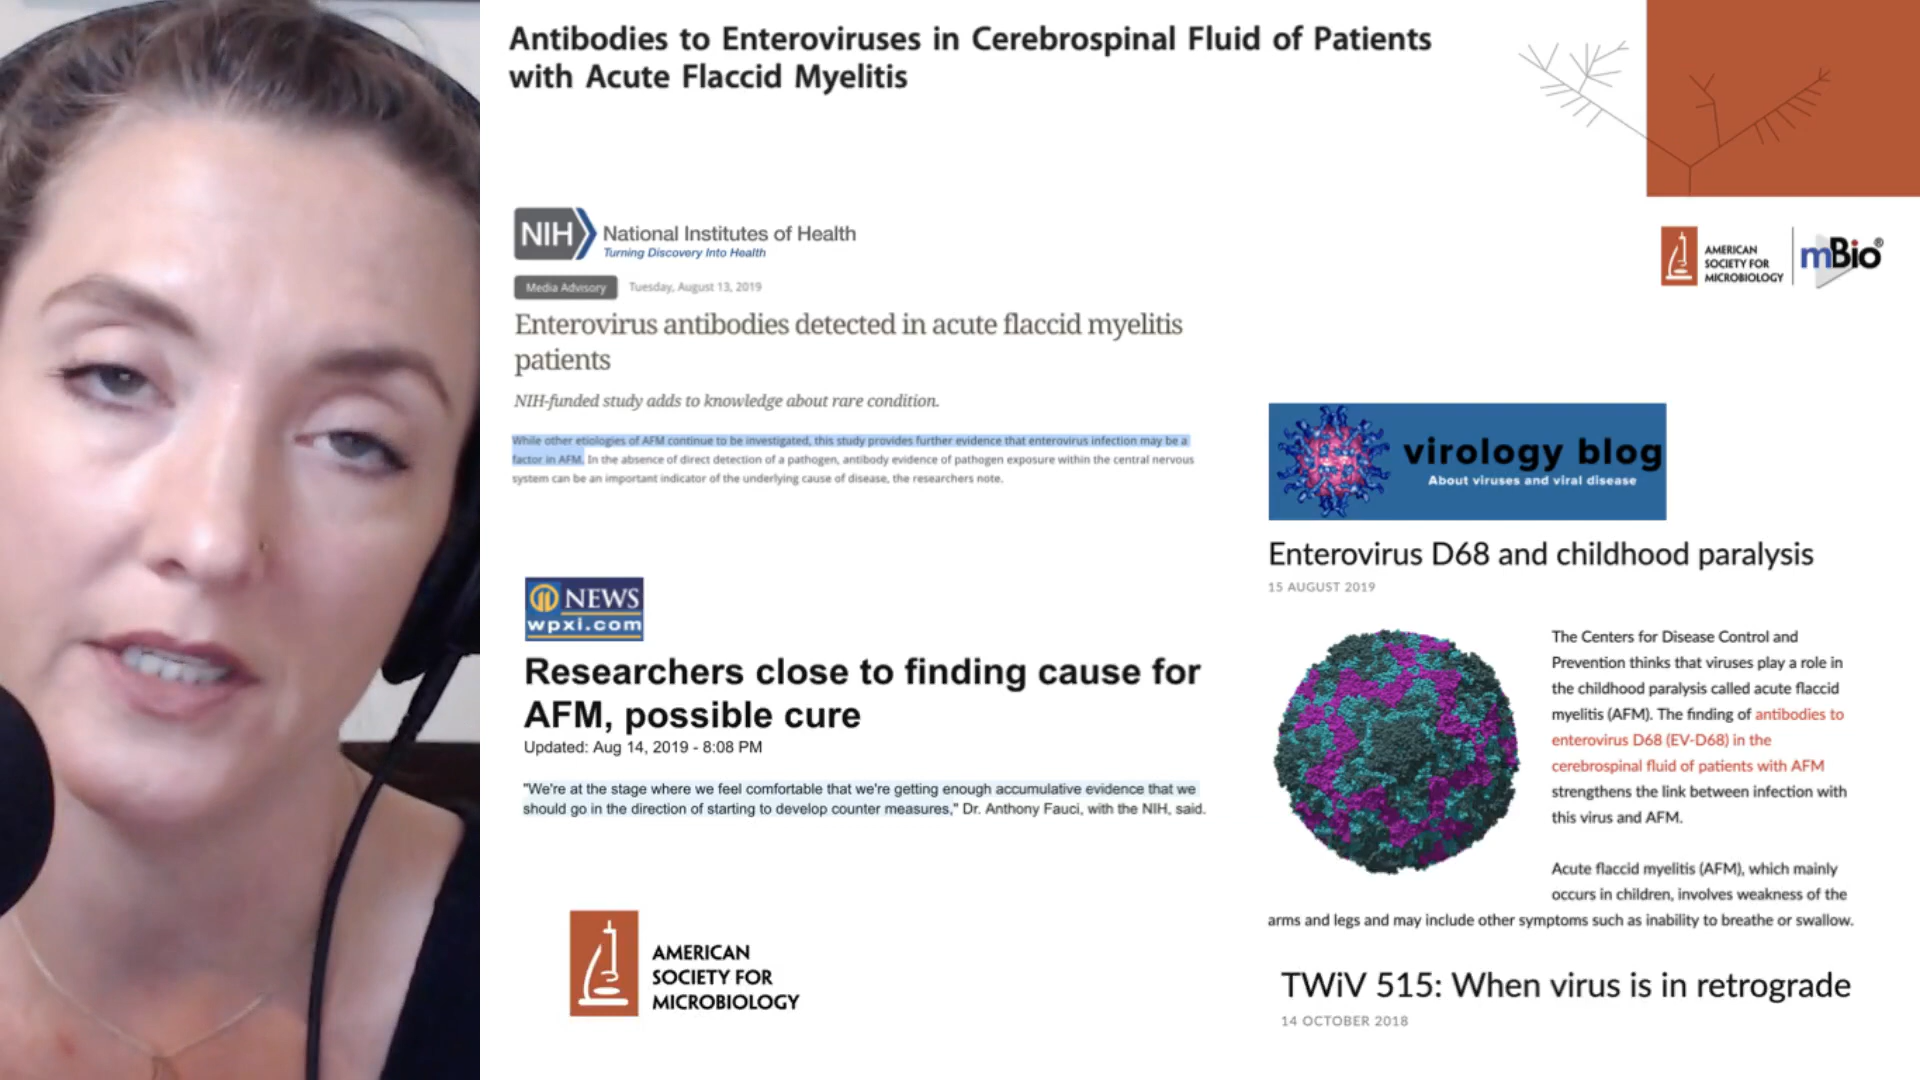 Antibodies to Enteroviruses in Cerebrospinal Fluid of Patients
with Acute Flaccid Myelitis
NIH
National Institutes of Health
Turning Discovery Into Health
Media Advisory
Tuesday, August 13, 2019
Enterovirus antibodies detected in acute flaccid myelitis
patients
NIH-funded study adds to knowledge about rare condition.
While other etiologies of AFM continue to be investigated, this study provides further evidence that enterovirus infection may be a
factor in AFM. In the absence of direct detection of a pathogen, antibody evidence of pathogen exposure within the central nervous
system can be an important indicator of the underlying cause of disease, the researchers note.
11 NEWS
wpxi.com
Researchers close to finding cause for
AFM, possible cure
Updated: Aug 14, 2019 - 8:08 PM
"We're at the stage where we feel comfortable that we're getting enough accumulative evidence that we
should go in the direction of starting to develop counter measures," Dr. Anthony Fauci, with the NIH, said.
AMERICAN
SOCIETY FOR
MICROBIOLOGY
AMERICAN
SOCIETY FOR
MICROBIOLOGY
mBio®
virology blog
About viruses and viral disease
Enterovirus D68 and childhood paralysis
15 AUGUST 2019
The Centers for Disease Control and
Prevention thinks that viruses play a role in
the childhood paralysis called acute flaccid
myelitis (AFM). The finding of antibodies to
enterovirus D68 (EV-D68) in the
cerebrospinal fluid of patients with AFM
strengthens the link between infection with
this virus and AFM.
Acute flaccid myelitis (AFM), which mainly
occurs in children, involves weakness of the
arms and legs and may include other symptoms such as inability to breathe or swallow.
TWiV 515: When virus is in retrograde
14 OCTOBER 2018